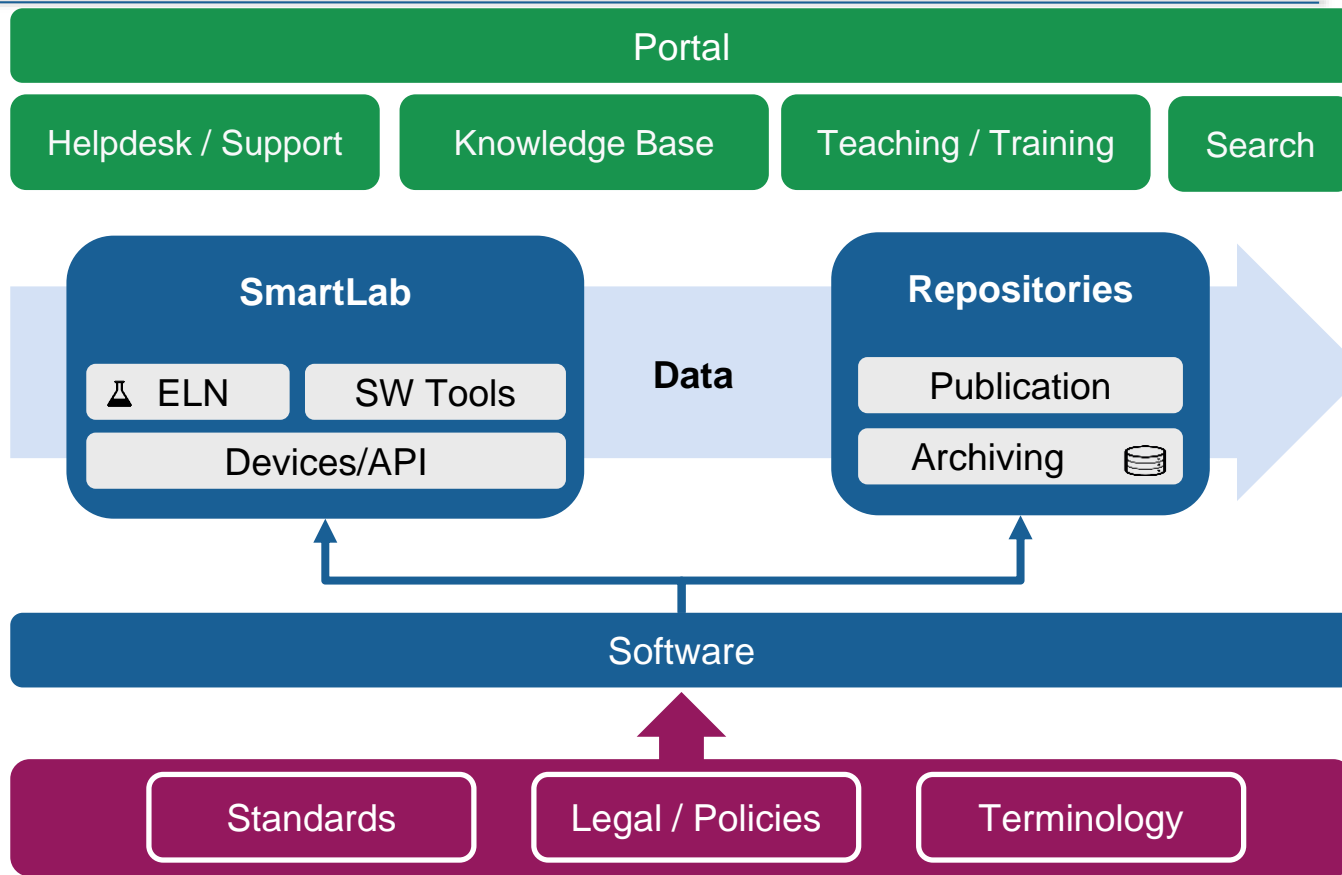 Portal
Helpdesk / Support
Knowledge Base
Teaching / Training
Search
SmartLab
ELN
SW Tools
Devices/API
Data
Repositories
Publication
Archiving
Software
Standards
Legal / Policies
Terminology